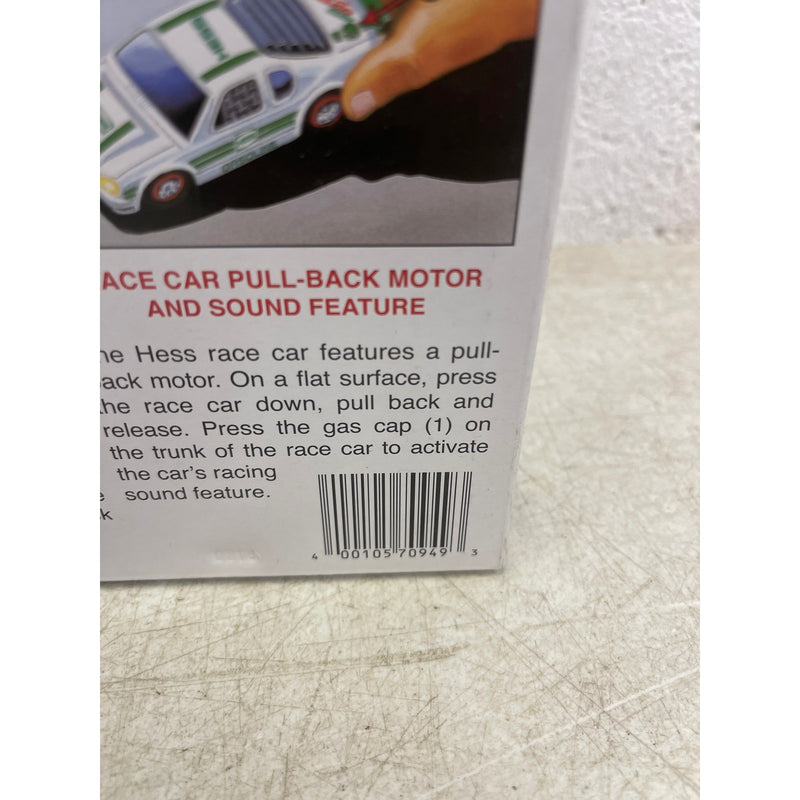 HESS
ACE CAR PULL-BACK MOTOR
AND SOUND FEATURE
he Hess race car features a pull-
ack motor. On a flat surface, press
the race car down, pull back and
release. Press the gas cap (1) on
the trunk of the race car to activate
the car's racing
sound feature.
k
4 00105 70949 3